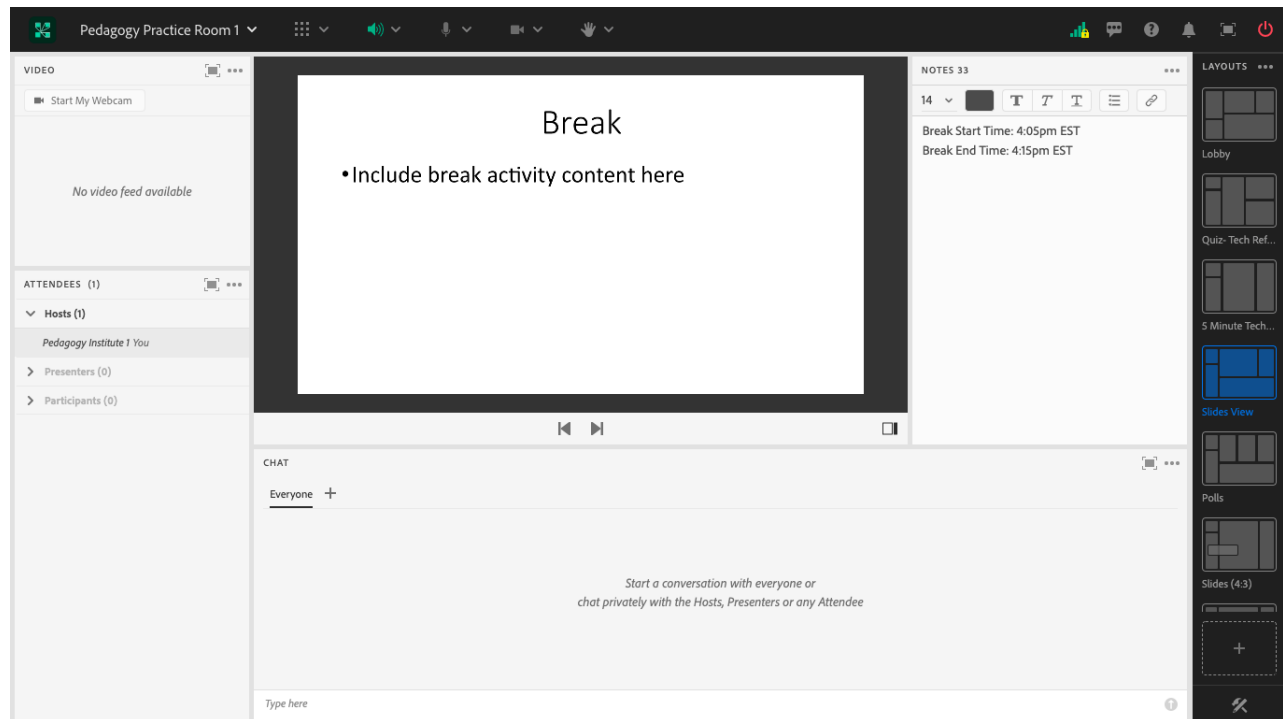 Pedagogy Practice Room 1
VIDEO
Start My Webcam
No video feed available
ATTENDEES (1)
Hosts (1)
Pedagogy Institute 1 You
Presenters (0)
Participants (0)
Break
•Include break activity content here
NOTES 33
14
T T T
Break Start Time: 4:05pm EST
Break End Time: 4:15pm EST
CHAT
Everyone
Start a conversation with everyone or
chat privately with the Hosts, Presenters or any Attendee
Type here
LAYOUTS
Lobby
Quiz- Tech Ref...
5 Minute Tech...
Slides View
Polls
Slides (4:3)